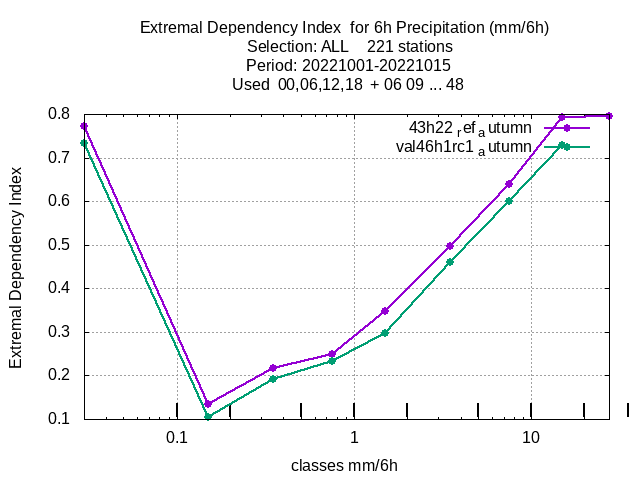 Extremal Dependency Index for 6h Precipitation (mm/6h)
Selection: ALL 221 stations
Period: 20221001-20221015
Used 00,06,12,18 + 06 09 ... 48
43h22 ref a utumn
val46h1rc1 a utumn
0.8
0.7
0.6
0.5
0.4
0.3
0.2
0.1
Extremal Dependency Index
0.1 1 10
classes mm/6h